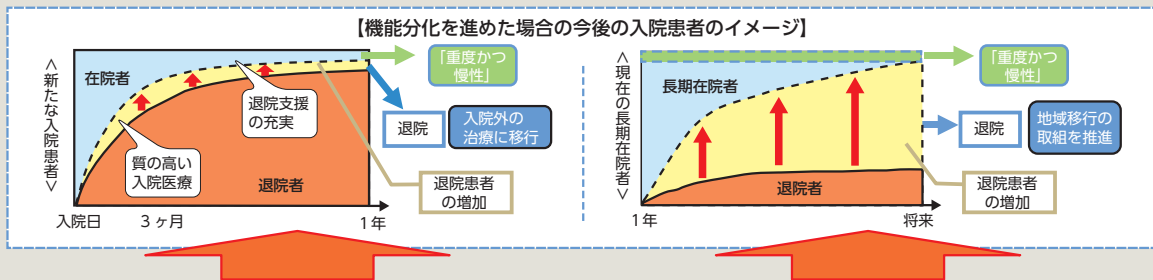 【機能分化を進めた場合の今後の入院患者のイメージ】
＜新たな入院患者＞
在院者
「重度かつ
慢性」
退院支援
の充実
退院
入院外の
治療に移行
質の高い
入院医療
退院者
退院患者
の増加
入院日
3ヶ月
1年
＜現在の長期在院者＞
長期在院者
「重度かつ
慢性」
退院
地域移行の
取組を推進
退院者
退院患者
の増加
1年
将来